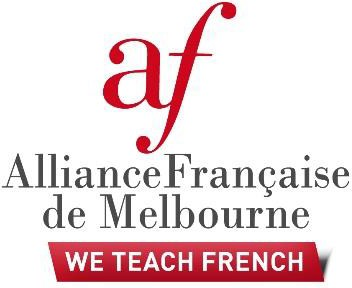 af
AllianceFrançaise
de Melbourne
WE TEACH FRENCH